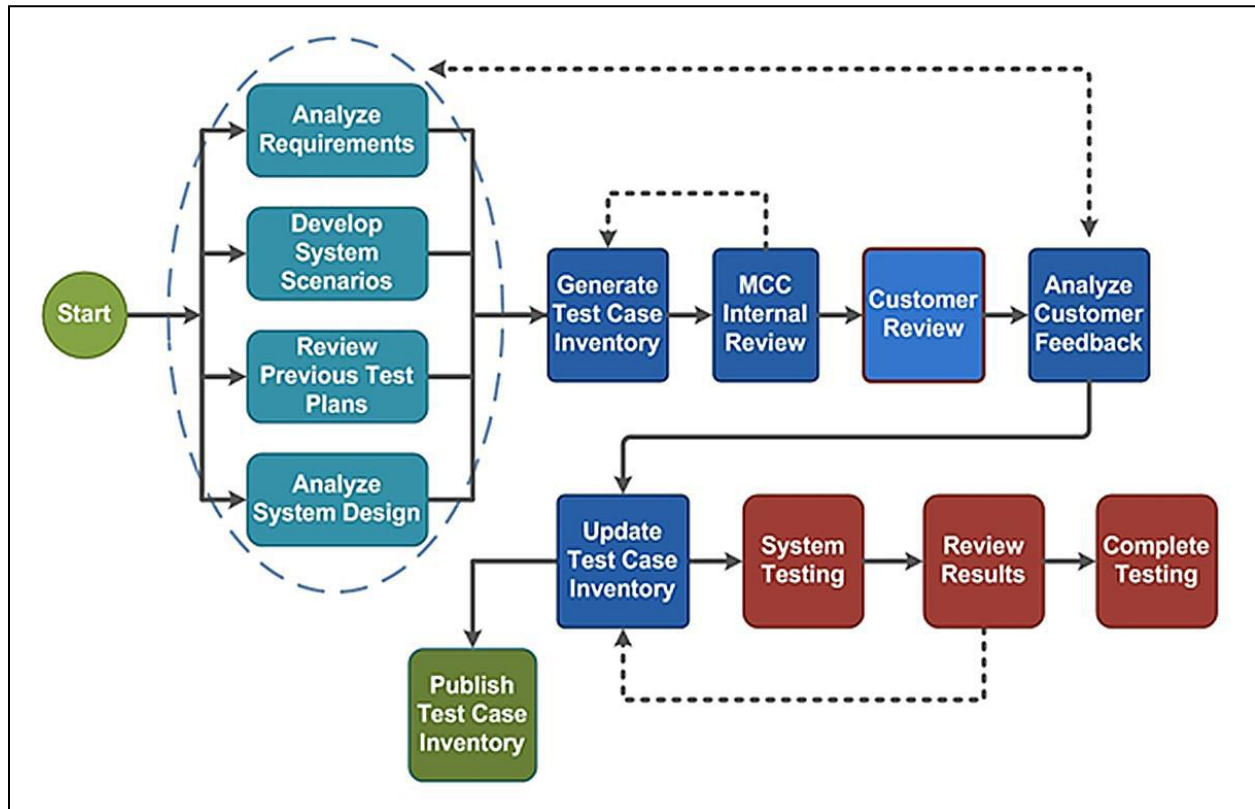 Start
Analyze
Requirements
Develop
System
Scenarios
Review
Previous Test
Plans
Analyze
System Design
Generate
Test Case
Inventory
MCC
Internal
Review
Customer
Review
Analyze
Customer
Feedback
Update
Test Case
Inventory
System
Testing
Review
Results
Complete
Testing
Publish
Test Case
Inventory